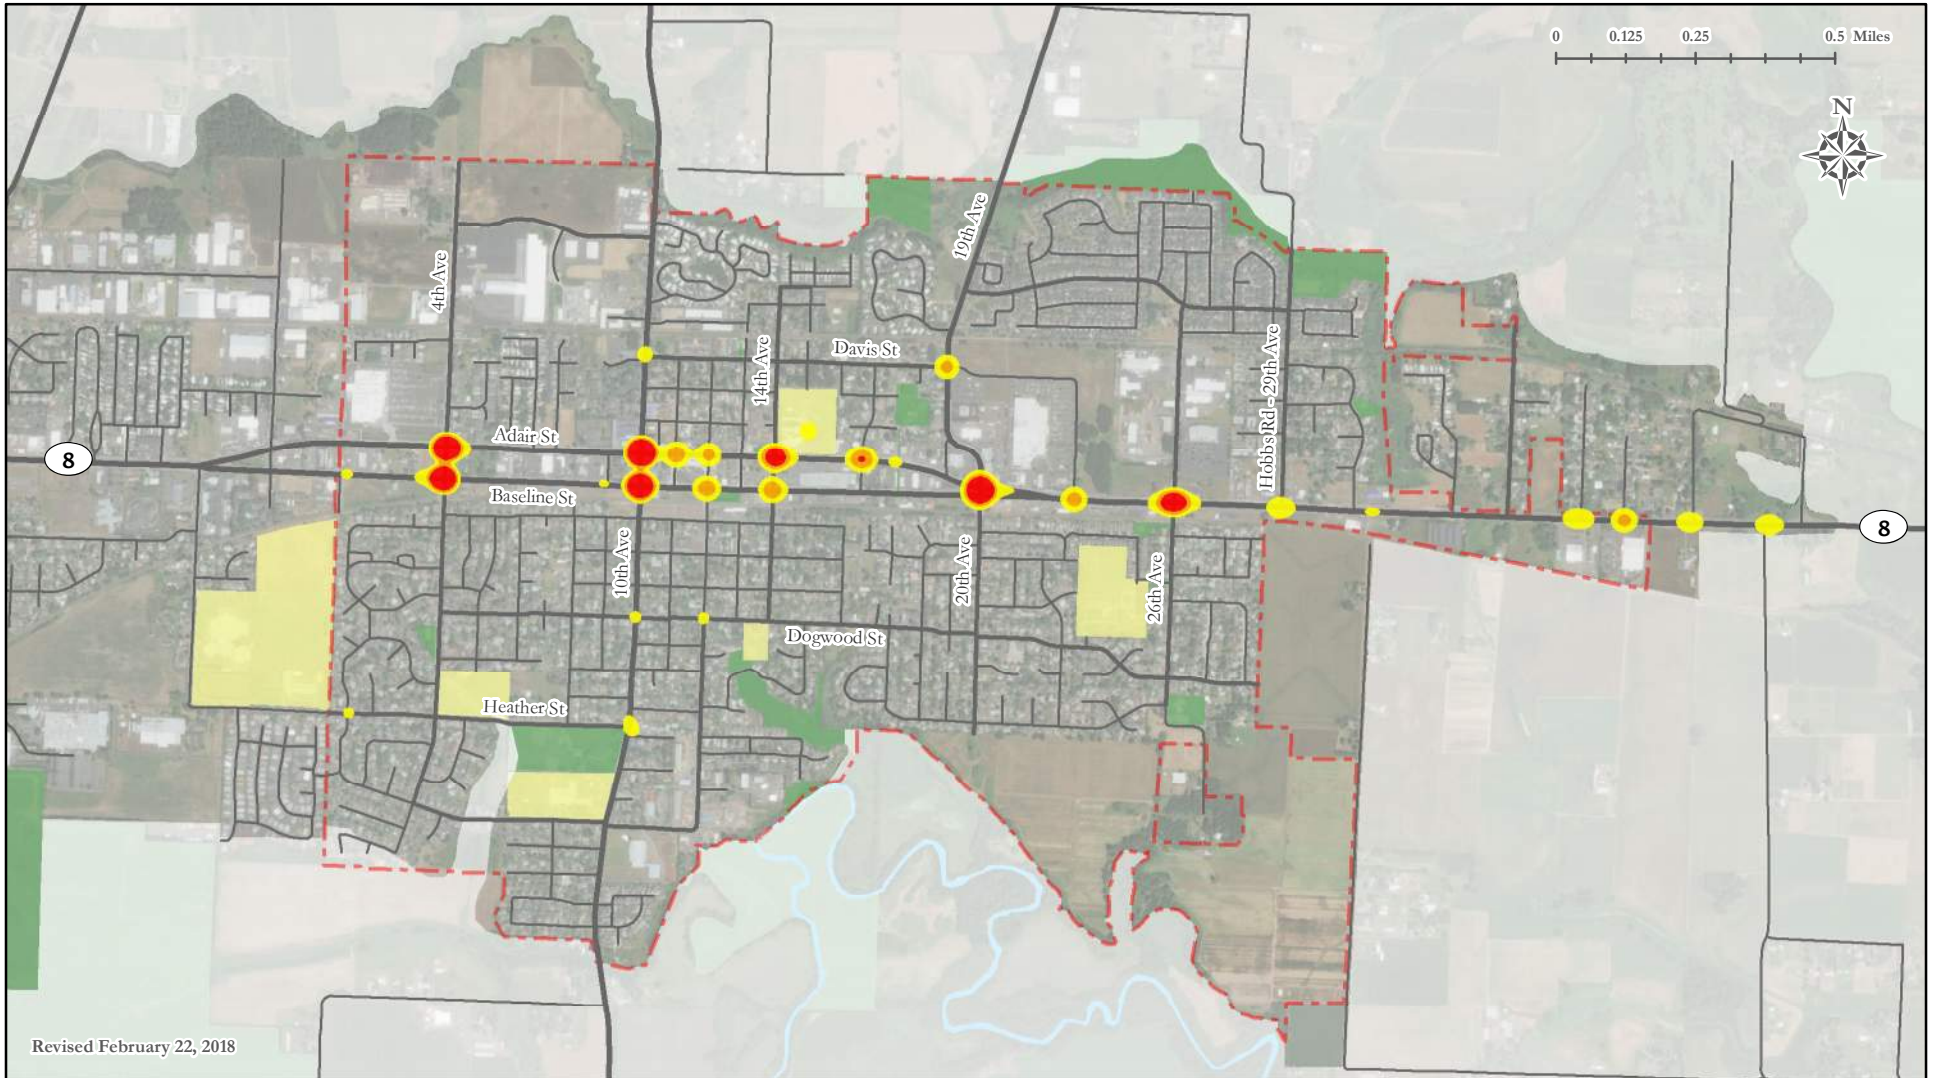 0 0.125 0.25 0.5 Miles
N
19th Ave
4th Ave
Davis St
14th Ave
Hobbs Rd - 29th Ave
Adair St
8
Baseline St
8
10th Ave
20th Ave
26th Ave
Dogwood St
Heather St
Revised February 22, 2018